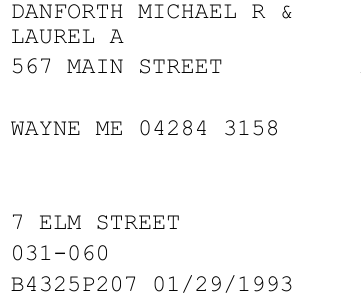 DANFORTH MICHAEL R &
LAUREL A
567 MAIN STREET
WAYNE ME 04284 3158
7 ELM STREET
031-060
B4325P207 01/29/1993